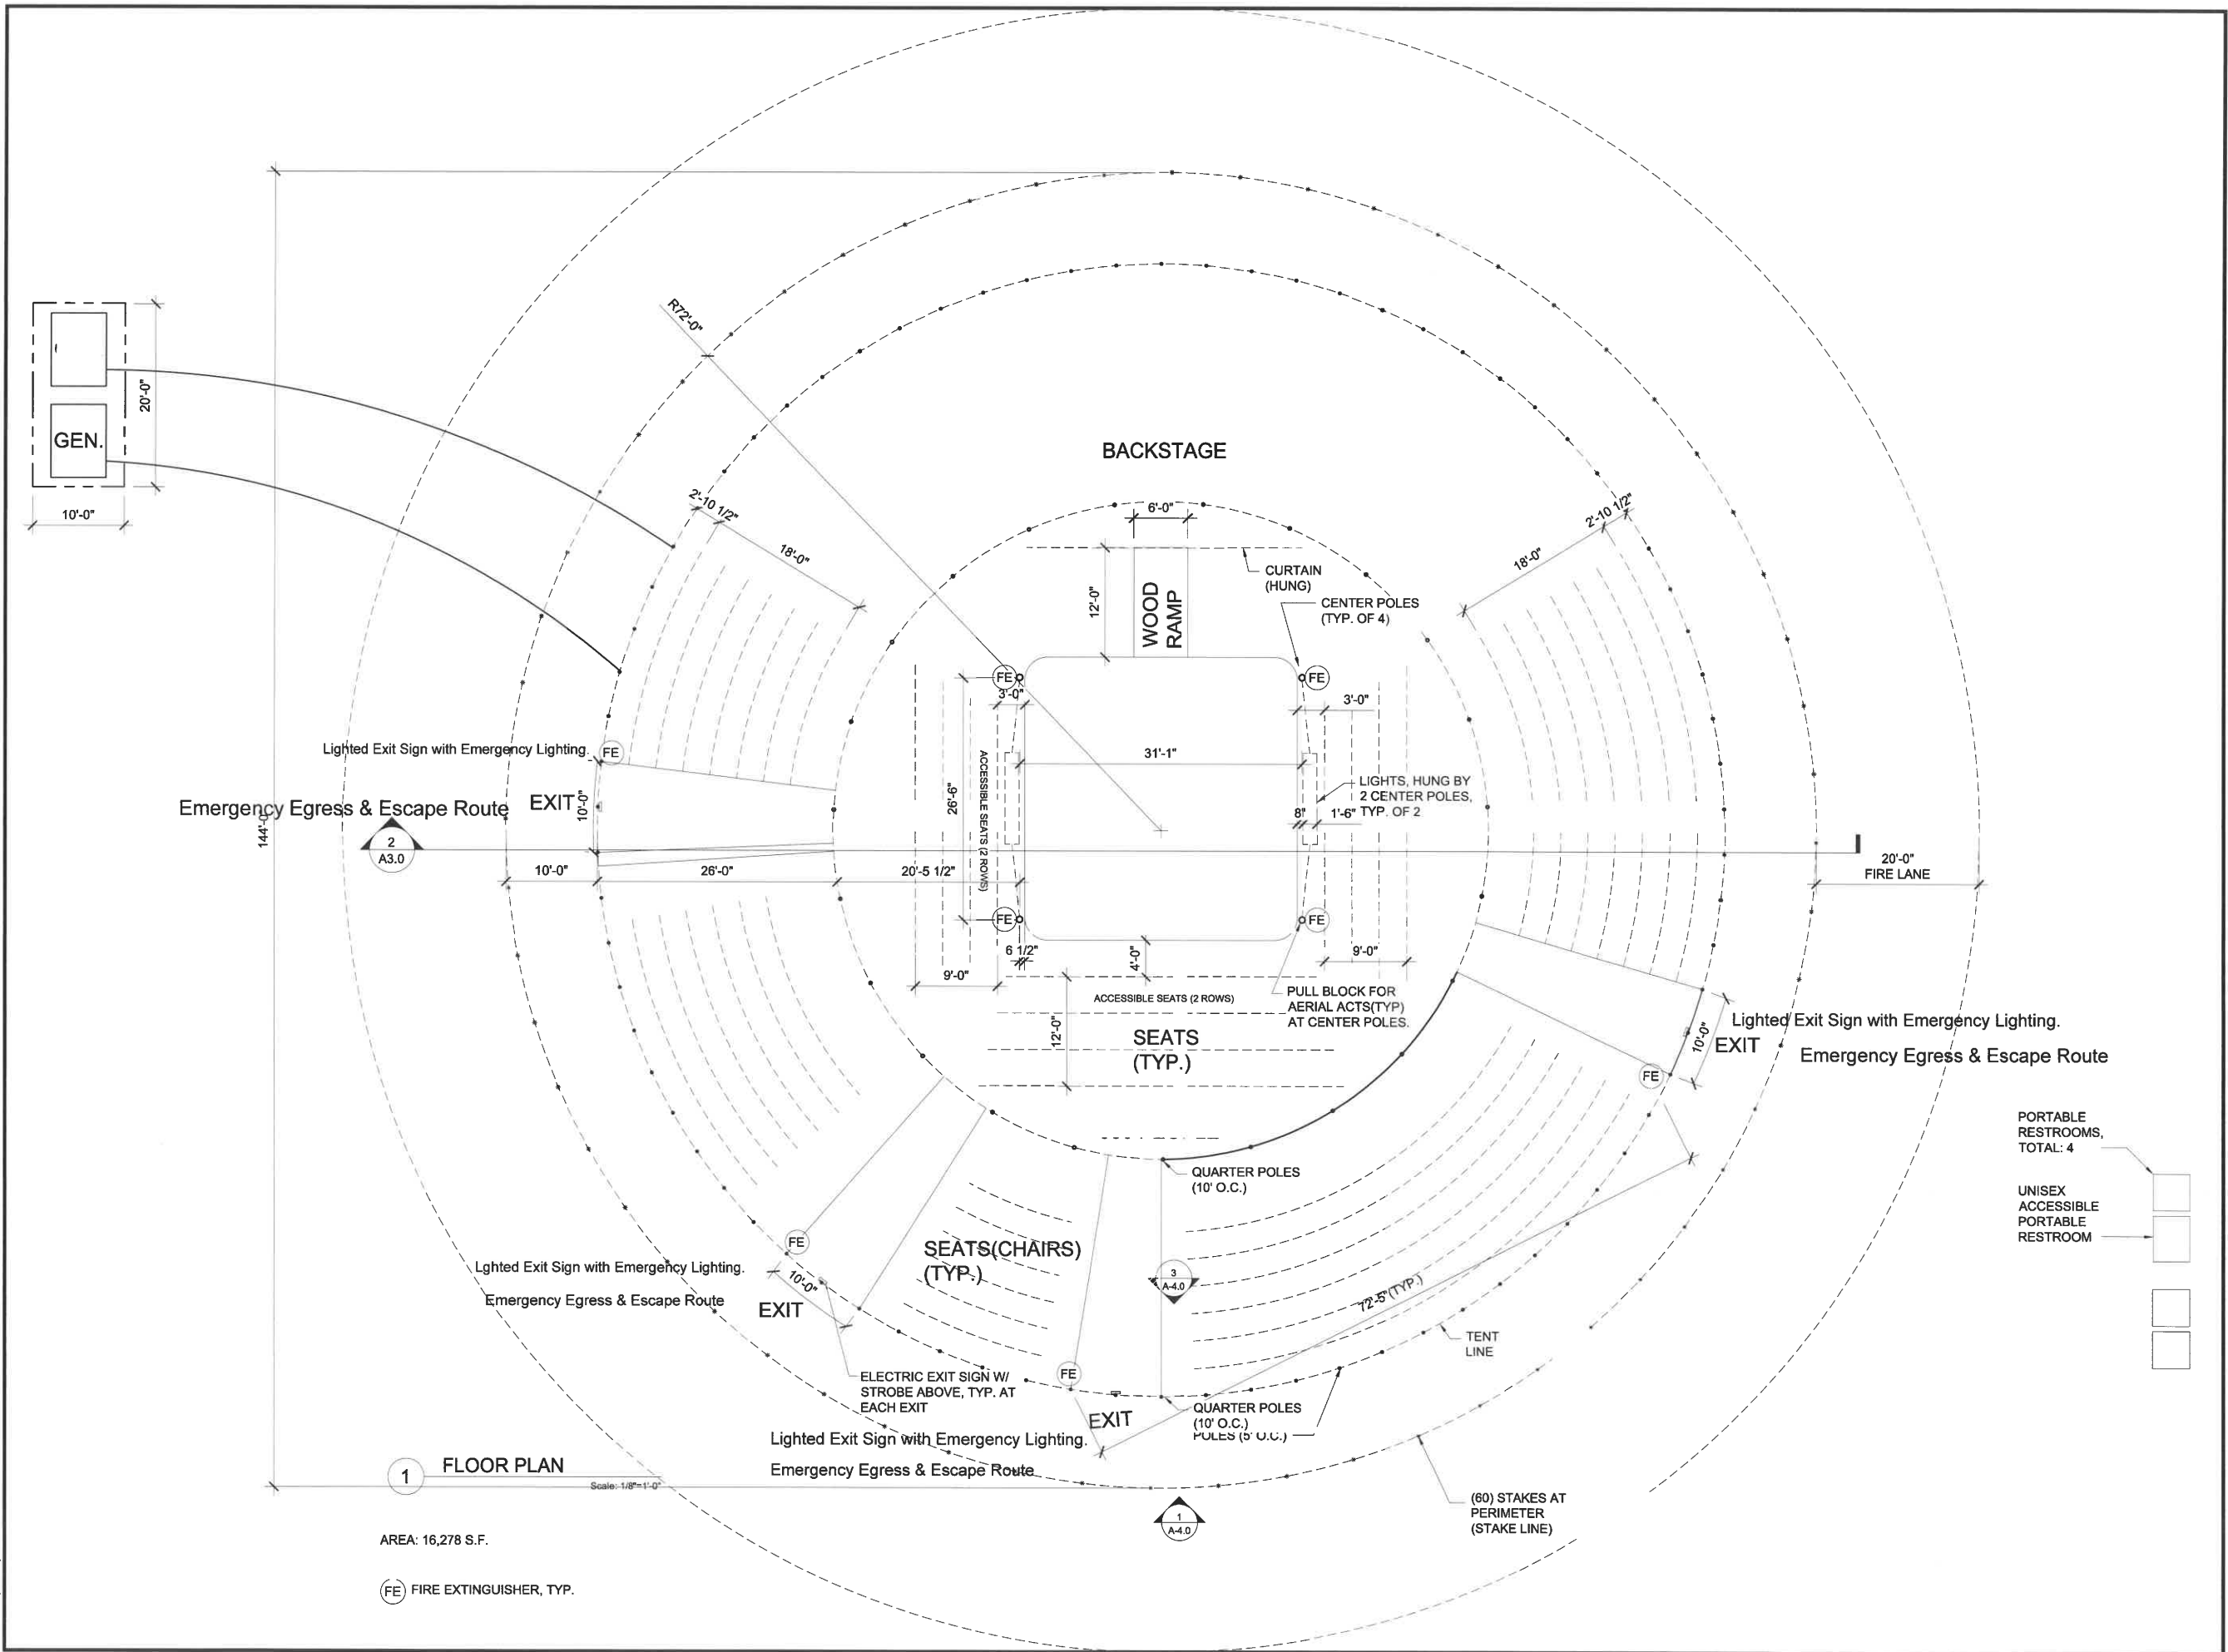 R72'-0"
20'-0"
GEN.
10'-0"
BACKSTAGE
2'-10 1/2"
18'-0"
6'-0"
2'-10 1/2"
18'-0"
CURTAIN
(HUNG)
12'-0"
WOOD
RAMP
CENTER POLES
(TYP. OF 4)
FE
FE
3'-0"
3'-0"
Lighted Exit Sign with Emergency Lighting.
FE
31'-1"
ACCESSIBLE SEATS (2 ROWS)
26'-6"
LIGHTS, HUNG BY
2 CENTER POLES,
TYP. OF 2
8"
1'-6"
Emergency Egress & Escape Route
EXIT
10'-0"
144'-0"
2
A3.0
10'-0"
26'-0"
20'-5 1/2"
20'-0"
FIRE LANE
FE
FE
6 1/2"
4'-0"
9'-0"
9'-0"
ACCESSIBLE SEATS (2 ROWS)
PULL BLOCK FOR
AERIAL ACTS(TYP)
AT CENTER POLES.
12'-0"
SEATS
(TYP.)
10'-0"
Lighted Exit Sign with Emergency Lighting.
EXIT
Emergency Egress & Escape Route
FE
PORTABLE
RESTROOMS,
TOTAL: 4
UNISEX
ACCESSIBLE
PORTABLE
RESTROOM
QUARTER POLES
(10' O.C.)
FE
SEATS(CHAIRS)
(TYP.)
Lghted Exit Sign with Emergency Lighting.
10'-0"
Emergency Egress & Escape Route
EXIT
3
A-4.0
72'-5"(TYP.)
TENT
LINE
ELECTRIC EXIT SIGN W/
STROBE ABOVE, TYP. AT
EACH EXIT
FE
EXIT
QUARTER POLES
(10' O.C.)
POLES (5' O.C.)
Lighted Exit Sign with Emergency Lighting.
Emergency Egress & Escape Route
1
FLOOR PLAN
Scale: 1/8"=1'-0"
(60) STAKES AT
PERIMETER
(STAKE LINE)
1
A-4.0
AREA: 16,278 S.F.
FE FIRE EXTINGUISHER, TYP.